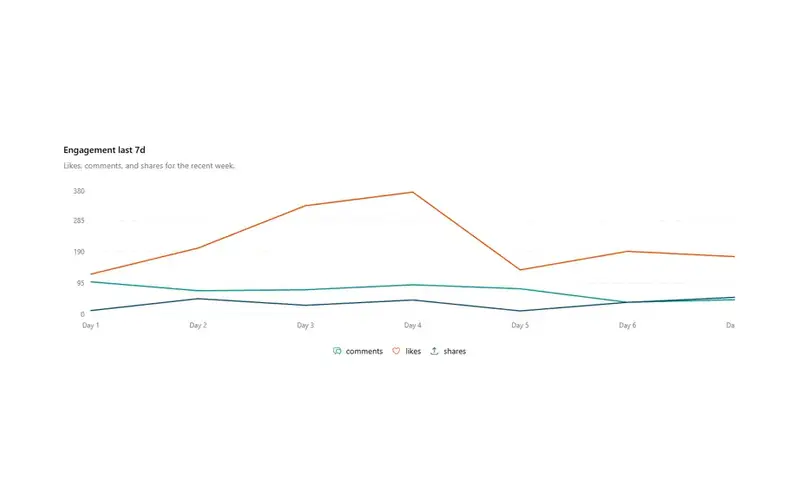 Engagement last 7d
Likes, comments, and shares for the recent week.
380
285
190
95
0
Day 1 Day 2 Day 3 Day 4 Day 5 Day 6 Da
comments likes shares